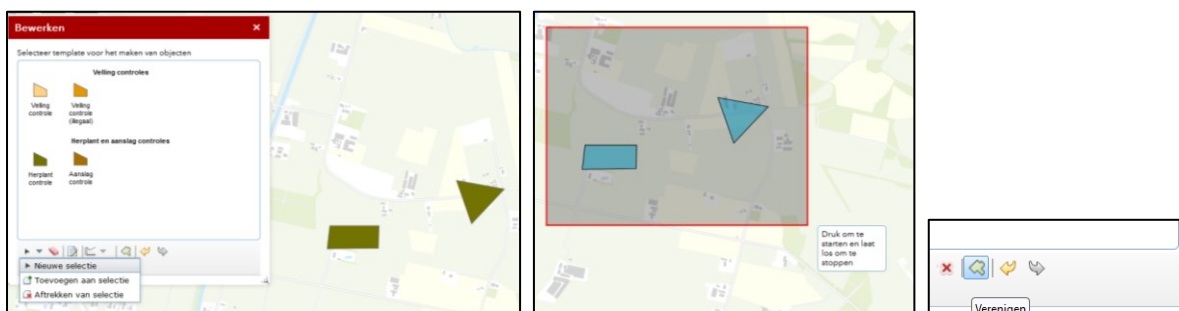 Bewerken
Selecteer template voor het maken van objecten
Velling controles
Velling controle
Velling controle (illegaal)
Herplant en aanslag controles
Herplant controle
Aanslag controle
Nieuwe selectie
Toevoegen aan selectie
Aftrekken van selectie
Druk om te
starten en laat
los om te
stoppen
Verenigen